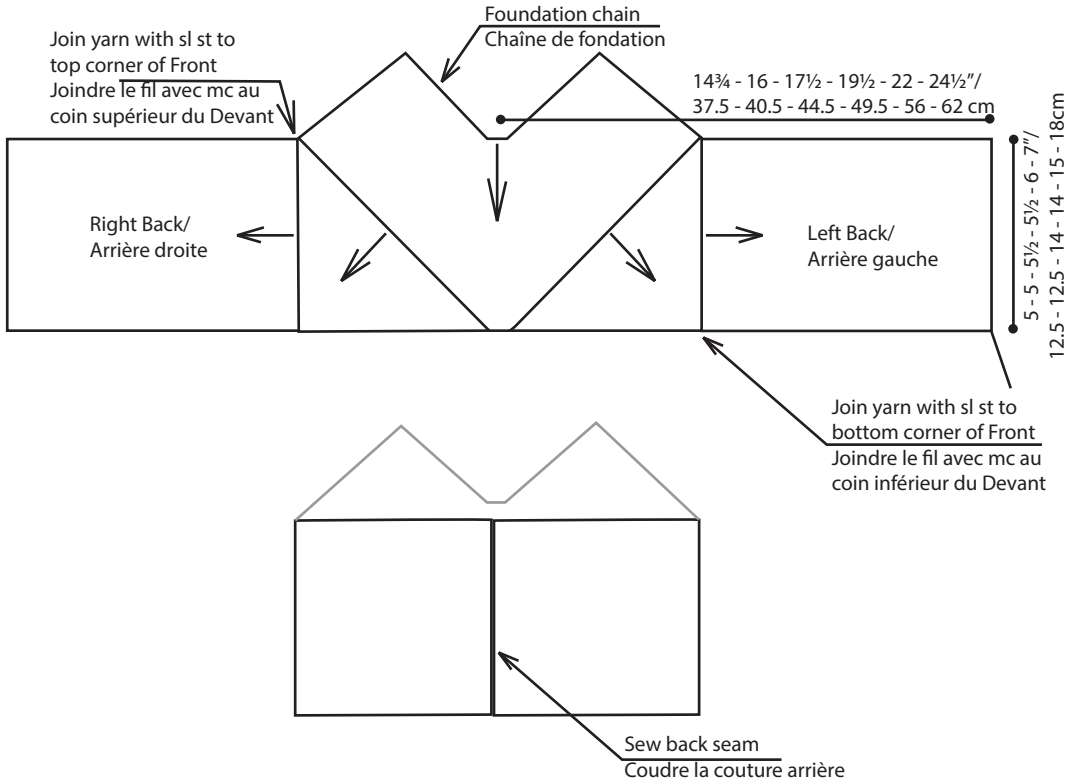 Foundation chain
Chaîne de fondation
Join yarn with sl st to
top corner of Front
Joindre le fil avec mc au
coin supérieur du Devant
14¾ - 16 - 17½ - 19½ - 22 - 24½″/
37.5 - 40.5 - 44.5 - 49.5 - 56 - 62 cm
Right Back/
Arrière droite
Left Back/
Arrière gauche
5 - 5 - 5½ - 5½ - 6 - 7″/
12.5 - 12.5 - 14 - 14 - 15 - 18cm
Join yarn with sl st to
bottom corner of Front
Joindre le fil avec mc au
coin inférieur du Devant
Sew back seam
Coudre la couture arrière